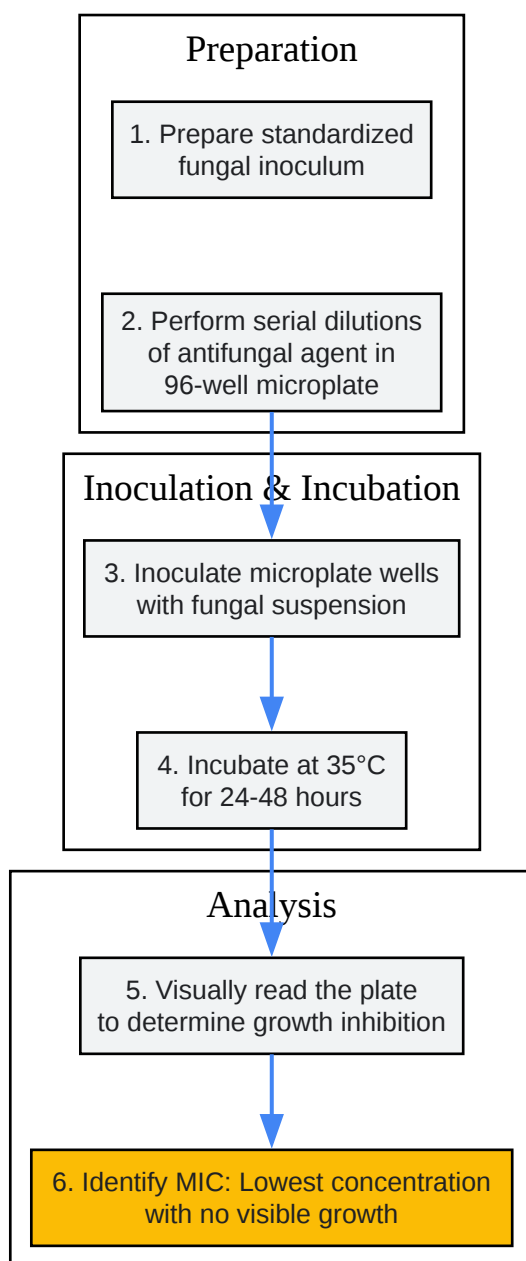 Preparation
1. Prepare standardized
fungal inoculum
2. Perform serial dilutions
of antifungal agent in
96-well microplate
Inoculation & Incubation
3. Inoculate microplate wells
with fungal suspension
4. Incubate at 35°C
for 24-48 hours
Analysis
5. Visually read the plate
to determine growth inhibition
6. Identify MIC: Lowest concentration
with no visible growth